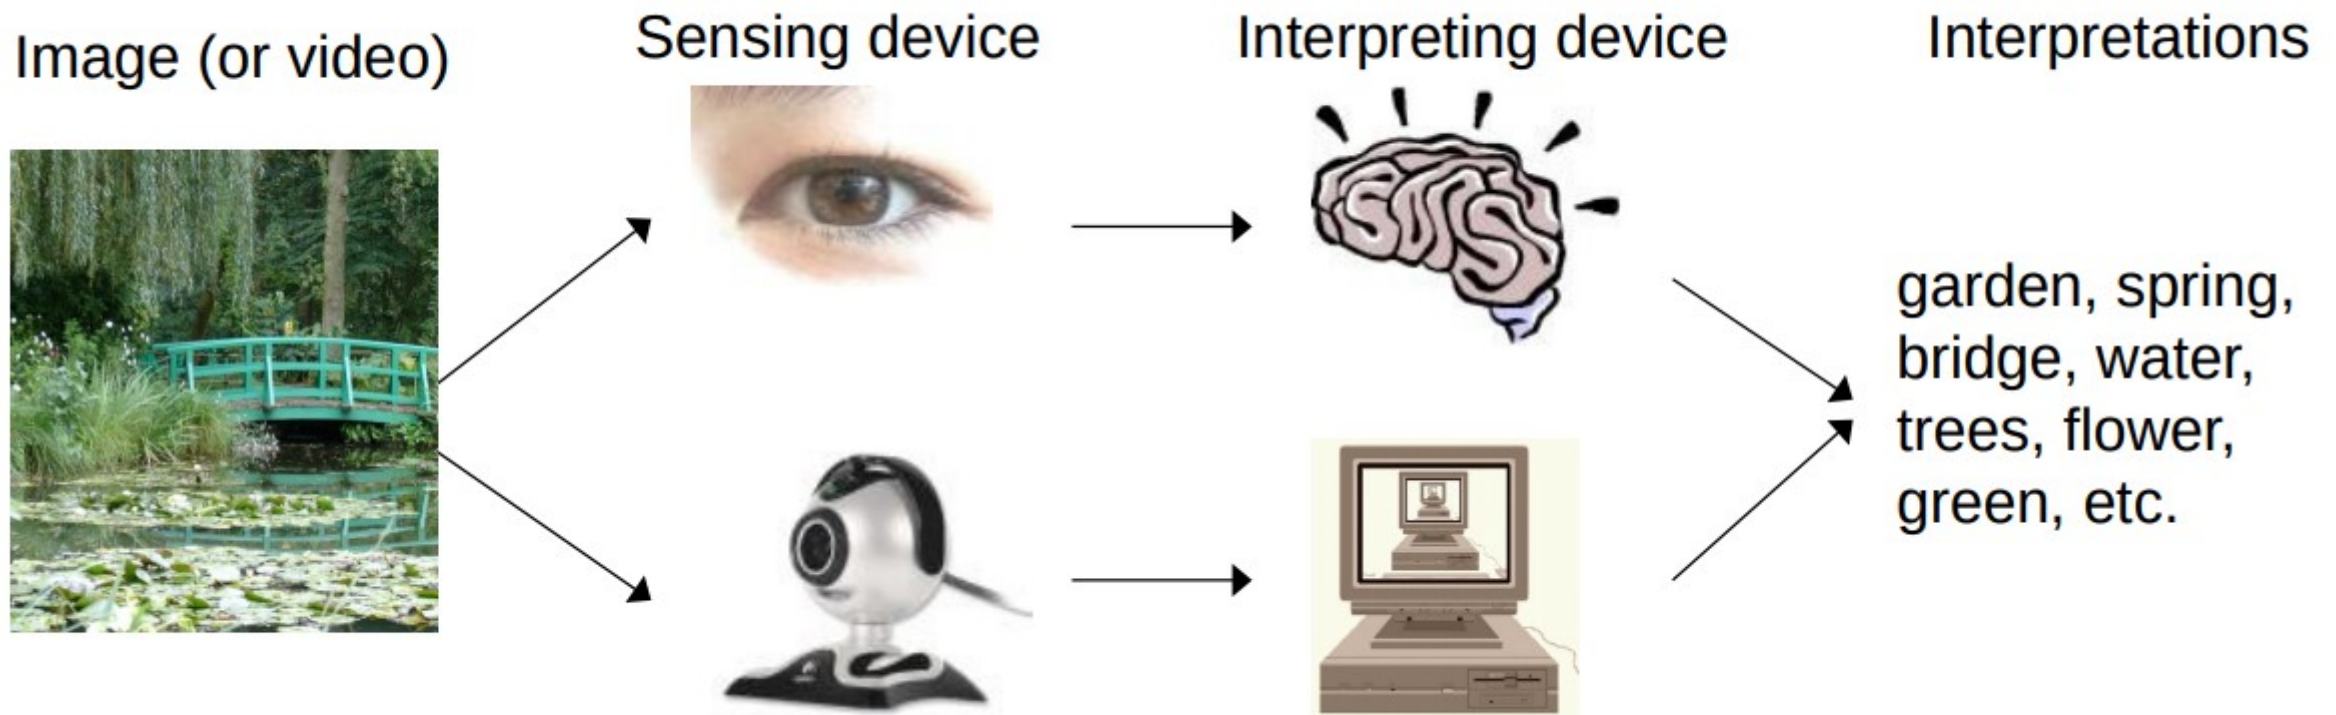 Image (or video)
Sensing device
Interpreting device
Interpretations
garden, spring,
bridge, water,
trees, flower,
green, etc.